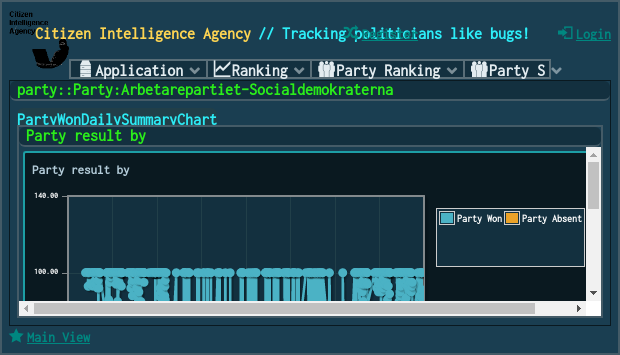 Citizen
Intelligence
Agency
Citizen Intelligence Agency // Tracking politicians like bugs!
Login
Application
Ranking
Party Ranking
Party S
party::Party:Arbetarepartiet-Socialdemokraterna
PartyWonDailySummaryChart
Party result by
Party result by
140.00
100.00
Party Won
Party Absent
Main View